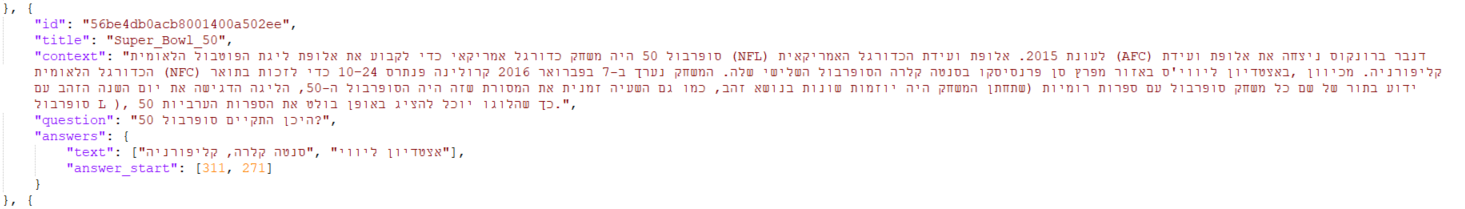 }, {
"id": "56be4db0acb8001400a502ee",
"title": "Super_Bowl_50",
"context": "סופרבול 50 היה משחק כדורגל אמריקאי כדי לקבוע את אלופת ליגת הפוטבול הלאומית (NFL) לעונת 2015. אלופת ועידת הכדורגל האמריקאית (AFC) דנבר ברונקוס ניצחה את אלופת ועידת
הכדורגל הלאומית (NFC) קרולינה פנתרס 24–10 כדי לזכות בתואר הסופרבול השלישי שלה. המשחק נערך ב-7 בפברואר 2016 ,באצטדיון ליווי'ס באזור מפרץ סן פרנסיסקו בסנטה קלרה קליפורניה. מכיוון
שזה היה הסופרבול ה-50, הליגה הדגישה את יום השנה הזהב עם יוזמות שונות בנושא זהב, כמו גם השעיה זמנית את המסורת של שם כל משחק סופרבול עם ספרות רומיות (שתחתן המשחק היה ידוע בתור
סופרבול L ), כך שהלוגו יוכל להציג באופן בולט את הספרות הערביות 50.",
"question": "היכן התקיים סופרבול 50?",
"answers": {
"text": ["סנטה קלרה, קליפורניה", "אצטדיון ליווי"],
"answer_start": [311, 271]
}
}, {